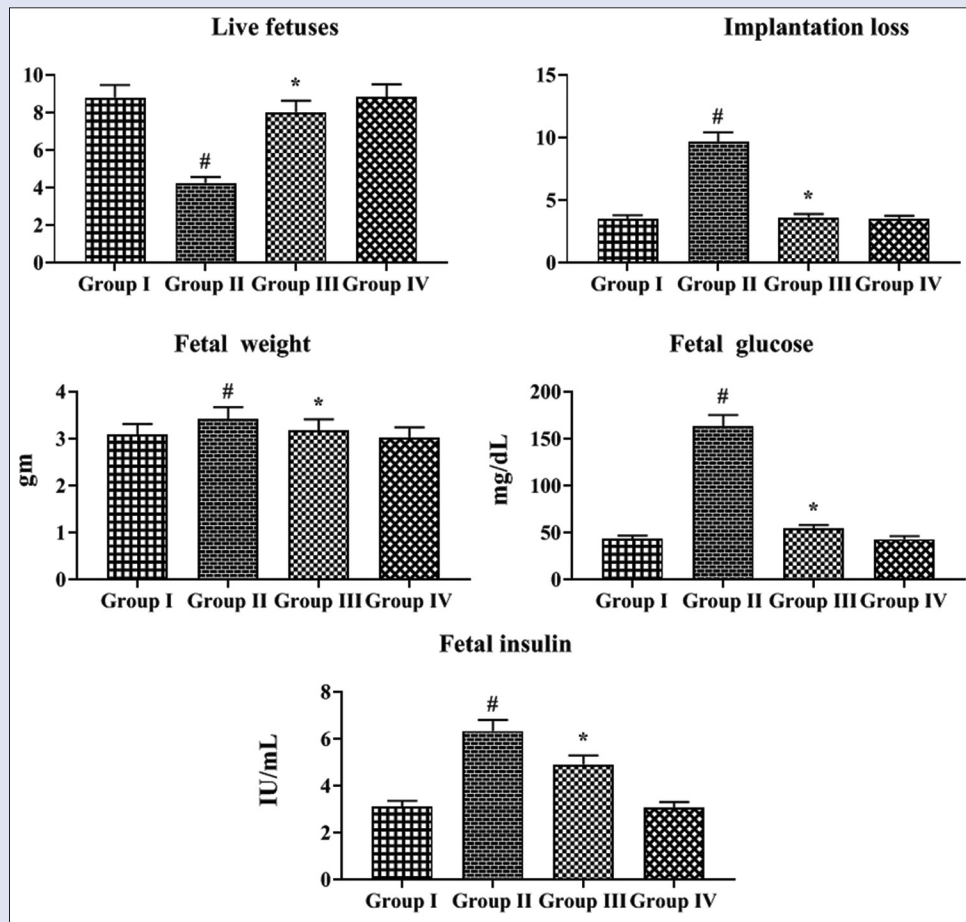 Live fetuses
10
8
6
4
2
0
#
*
Group I Group II Group III Group IV
Implantation loss
15
10
5
0
#
*
Group I Group II Group III Group IV
Fetal weight
gm
4
3
2
1
0
#
*
Group I Group II Group III Group IV
Fetal glucose
mg/dL
200
150
100
50
0
#
*
Group I Group II Group III Group IV
Fetal insulin
IU/mL
8
6
4
2
0
#
*
Group I Group II Group III Group IV